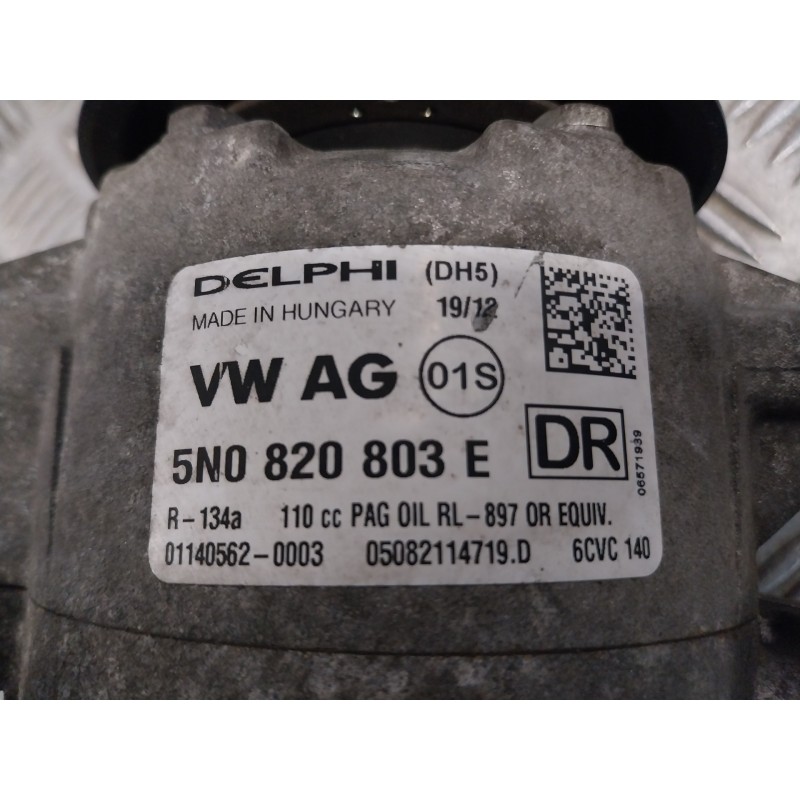 DELPHI (DH5)
MADE IN HUNGARY 19/12
VW AG 01S
5N0 820 803 E DR
06571939
R-134a 110 cc PAG OIL RL-897 OR EQUIV.
01140562-0003 05082114719.D 6CVC 140